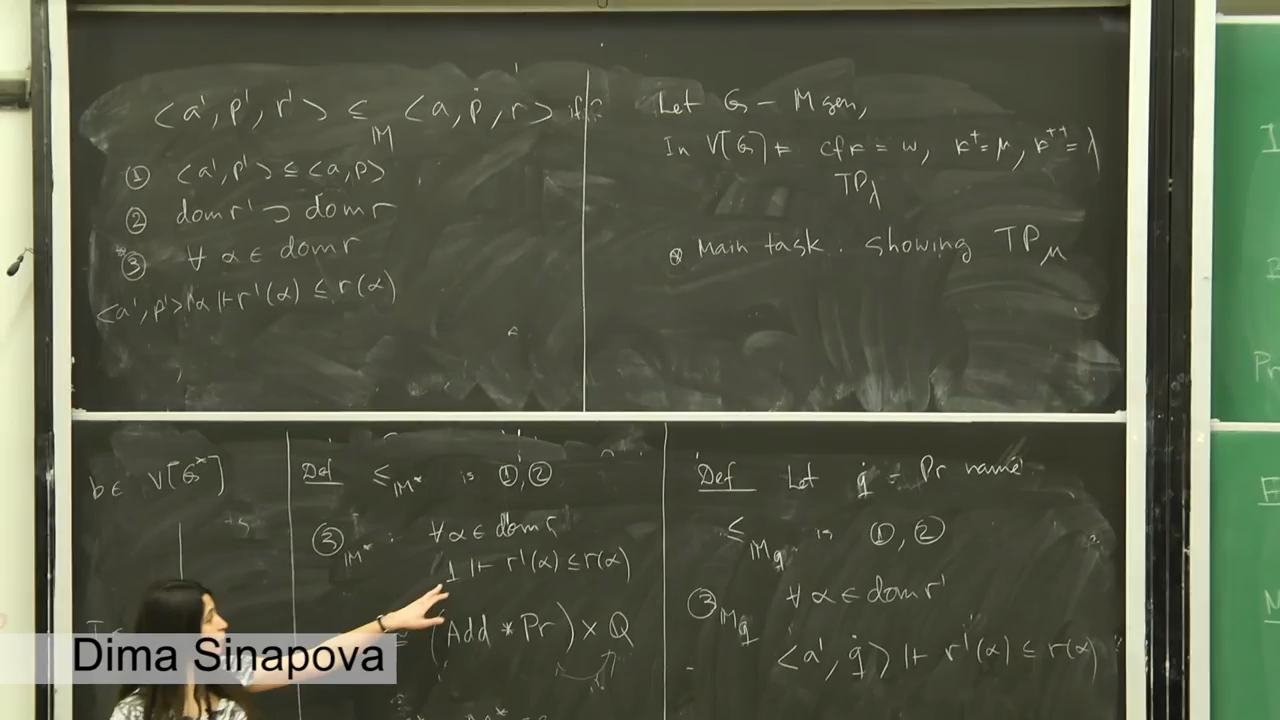 <a', ṗ', r'> ≤_𝕄 <a, ṗ, r> if
① <a', p'> ≤ <a, p>
② dom r' ⊃ dom r
*③ ∀ α ∈ dom r
<a', p'>↾α ⊩ r'(α) ≤ r(α)
Let G - M gen,
In V[G] ⊨ cf κ = ω, κ⁺ = μ, κ⁺⁺ = λ
TP_λ
⊛ Main task. showing TP_μ
b ∈ V[G*]
Def ≤_𝕄* is ①, ②
③_𝕄* : ∀ α ∈ dom r
1 ⊩ r'(α) ≤ r(α)
(Add * Pr) × Q
Def Let q̇ - Pr name
≤_𝕄q̇ is ①, ②
③_𝕄q̇ ∀ α ∈ dom r'
<a', q̇> ⊩ r'(α) ≤ r(α)
Dima Sinapova